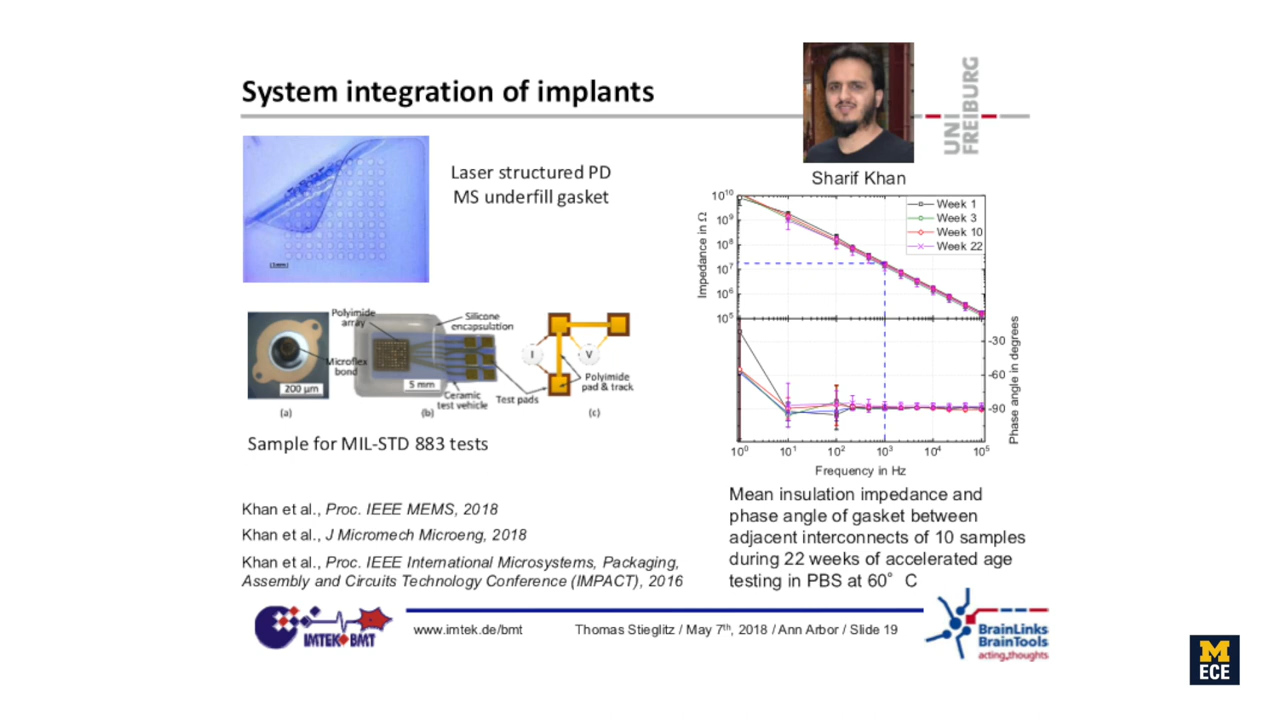 System integration of implants
UNI
FREIBURG
Laser structured PD
MS underfill gasket
Sharif Khan
Polyimide
array
Silicone
encapsulation
Microflex
bond
200 μm
5 mm
Ceramic
test vehicle
Test pads
I
V
Polyimide
pad & track
(a)
(b)
(c)
Sample for MIL-STD 883 tests
Week 1
Week 3
Week 10
Week 22
Impedance in Ω
10¹⁰
10⁹
10⁸
10⁷
10⁶
10⁵
-30
-60
-90
Phase angle in degrees
10⁰ 10¹ 10² 10³ 10⁴ 10⁵
Frequency in Hz
Khan et al., Proc. IEEE MEMS, 2018
Khan et al., J Micromech Microeng, 2018
Khan et al., Proc. IEEE International Microsystems, Packaging,
Assembly and Circuits Technology Conference (IMPACT), 2016
Mean insulation impedance and
phase angle of gasket between
adjacent interconnects of 10 samples
during 22 weeks of accelerated age
testing in PBS at 60° C
IMTEK BMT
www.imtek.de/bmt
Thomas Stieglitz / May 7th, 2018 / Ann Arbor / Slide 19
BrainLinks
BrainTools
acting_thoughts
M
ECE